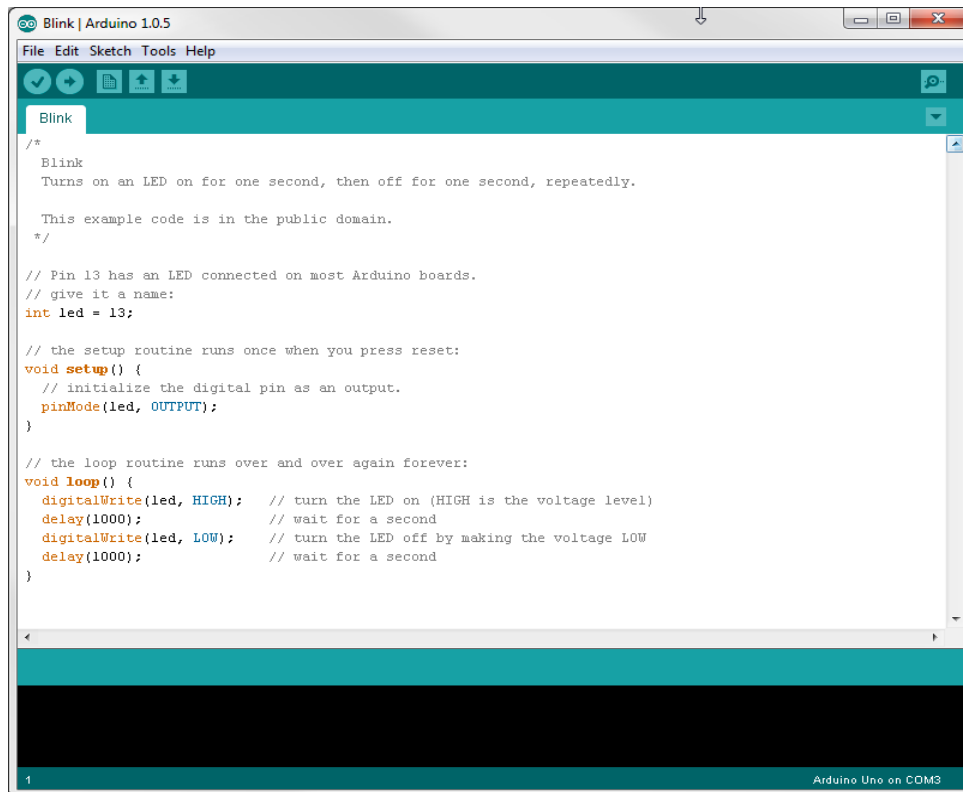 Blink | Arduino 1.0.5
File Edit Sketch Tools Help
Blink
/*
  Blink
  Turns on an LED on for one second, then off for one second, repeatedly.

  This example code is in the public domain.
 */

// Pin 13 has an LED connected on most Arduino boards.
// give it a name:
int led = 13;

// the setup routine runs once when you press reset:
void setup() {
  // initialize the digital pin as an output.
  pinMode(led, OUTPUT);
}

// the loop routine runs over and over again forever:
void loop() {
  digitalWrite(led, HIGH);   // turn the LED on (HIGH is the voltage level)
  delay(1000);               // wait for a second
  digitalWrite(led, LOW);    // turn the LED off by making the voltage LOW
  delay(1000);               // wait for a second
}
1
Arduino Uno on COM3